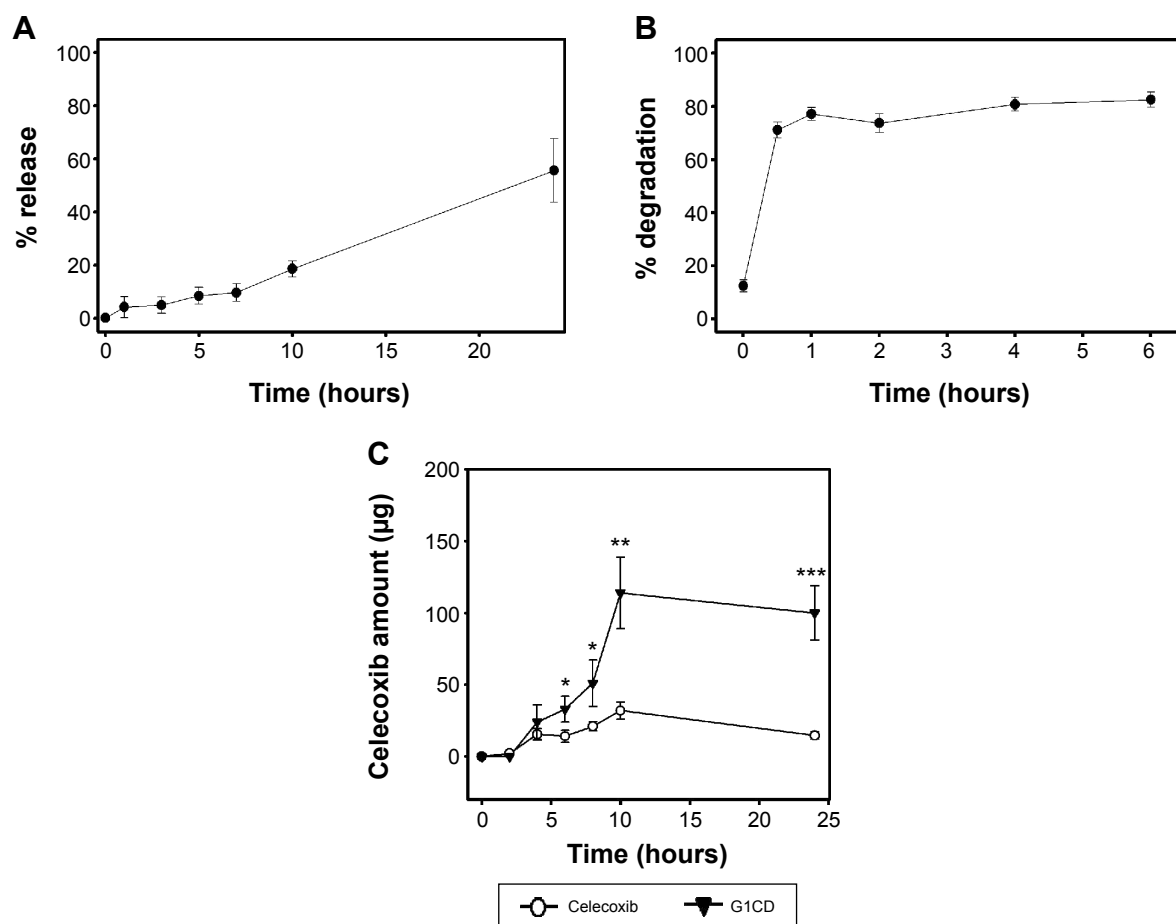 A
100
80
60
40
20
0
% release
0 5 10 20
Time (hours)
B
100
80
60
40
20
0
% degradation
0 1 2 3 4 5 6
Time (hours)
C
200
150
100
50
0
Celecoxib amount (µg)
*
*
**
***
0 5 10 15 20 25
Time (hours)
Celecoxib G1CD